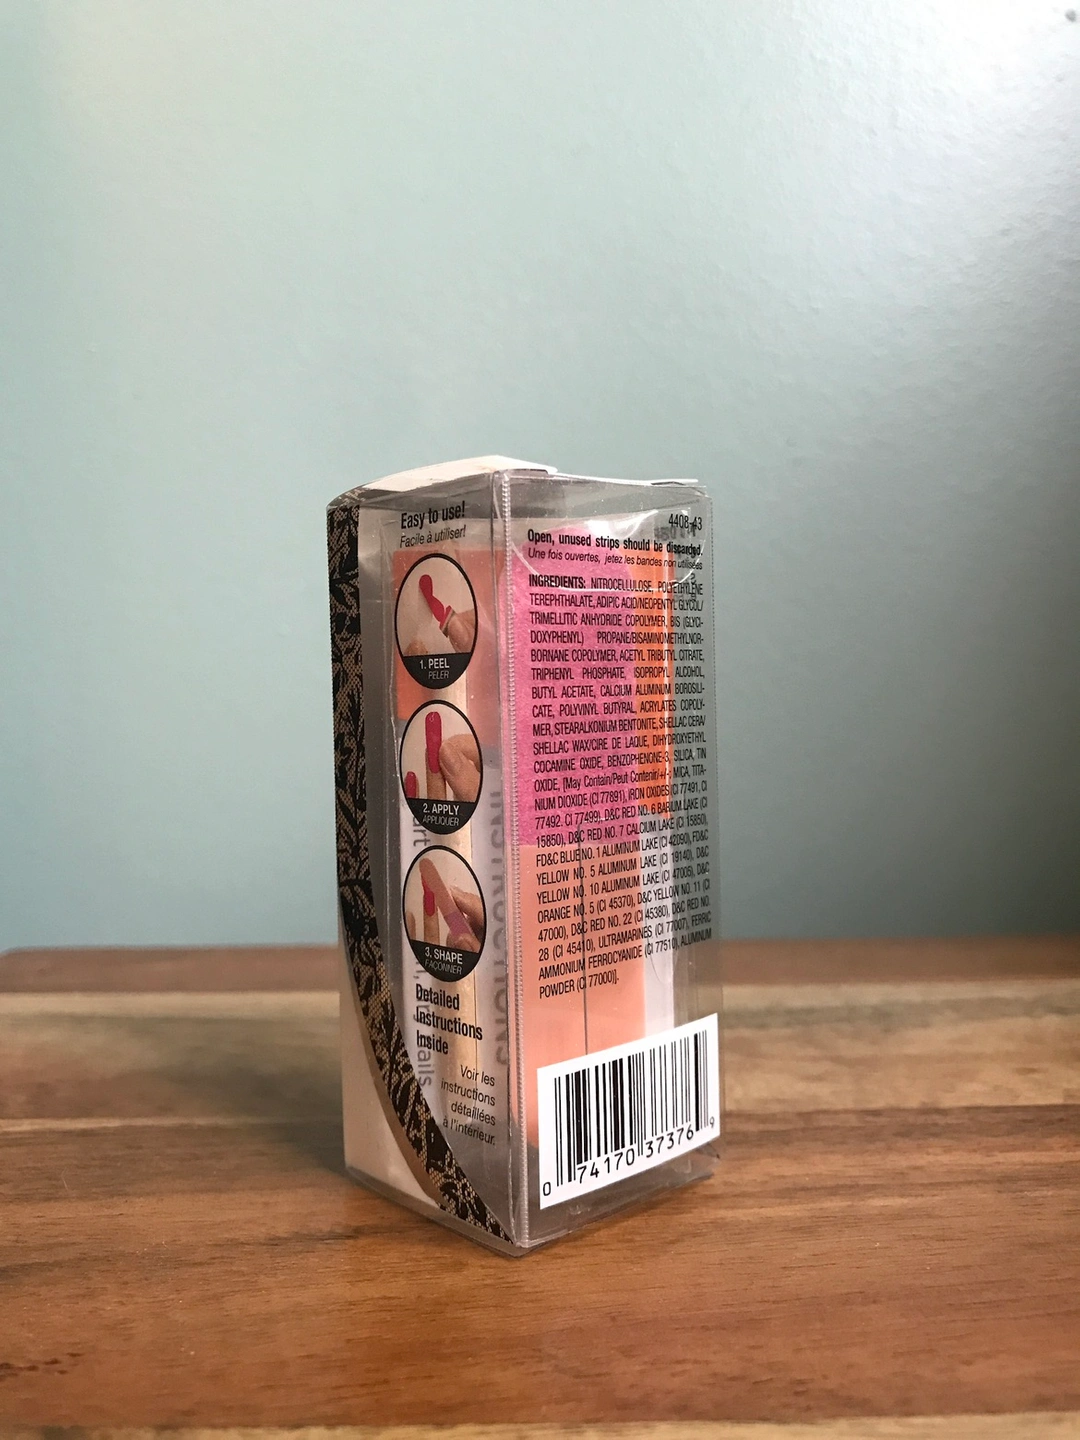 Easy to use!
Facile à utiliser!
1. PEEL
PELER
2. APPLY
APPLIQUER
3. SHAPE
FAÇONNER
Detailed
Instructions
Inside
Voir les
instructions
détaillées
à l'intérieur.
INSTRUCTIONS
4408-43
Open, unused strips should be discarded.
Une fois ouvertes, jetez les bandes non utilisées
INGREDIENTS: NITROCELLULOSE, POLYETHYLENE
TEREPHTHALATE, ADIPIC ACID/NEOPENTYL GLYCOL/
TRIMELLITIC ANHYDRIDE COPOLYMER, BIS (GLYCI-
DOXYPHENYL) PROPANE/BISAMINOMETHYLNOR-
BORNANE COPOLYMER, ACETYL TRIBUTYL CITRATE,
TRIPHENYL PHOSPHATE, ISOPROPYL ALCOHOL,
BUTYL ACETATE, CALCIUM ALUMINUM BOROSILI-
CATE, POLYVINYL BUTYRAL, ACRYLATES COPOLY-
MER, STEARALKONIUM BENTONITE, SHELLAC CERA/
SHELLAC WAX/CIRE DE LAQUE, DIHYDROXYETHYL
COCAMINE OXIDE, BENZOPHENONE-3, SILICA, TIN
OXIDE, [May Contain/Peut Contenir/+/-: MICA, TITA-
NIUM DIOXIDE (CI 77891), IRON OXIDES (CI 77491, CI
77492, CI 77499), D&C RED NO. 6 BARIUM LAKE (CI
15850), D&C RED NO. 7 CALCIUM LAKE (CI 15850),
FD&C BLUE NO. 1 ALUMINUM LAKE (CI 42090), FD&C
YELLOW NO. 5 ALUMINUM LAKE (CI 19140), D&C
YELLOW NO. 10 ALUMINUM LAKE (CI 47005), D&C
ORANGE NO. 5 (CI 45370), D&C YELLOW NO. 11 (CI
47000), D&C RED NO. 22 (CI 45380), D&C RED NO.
28 (CI 45410), ULTRAMARINES (CI 77007), FERRIC
AMMONIUM FERROCYANIDE (CI 77510), ALUMINUM
POWDER (CI 77000)].
0 74170 37376 9